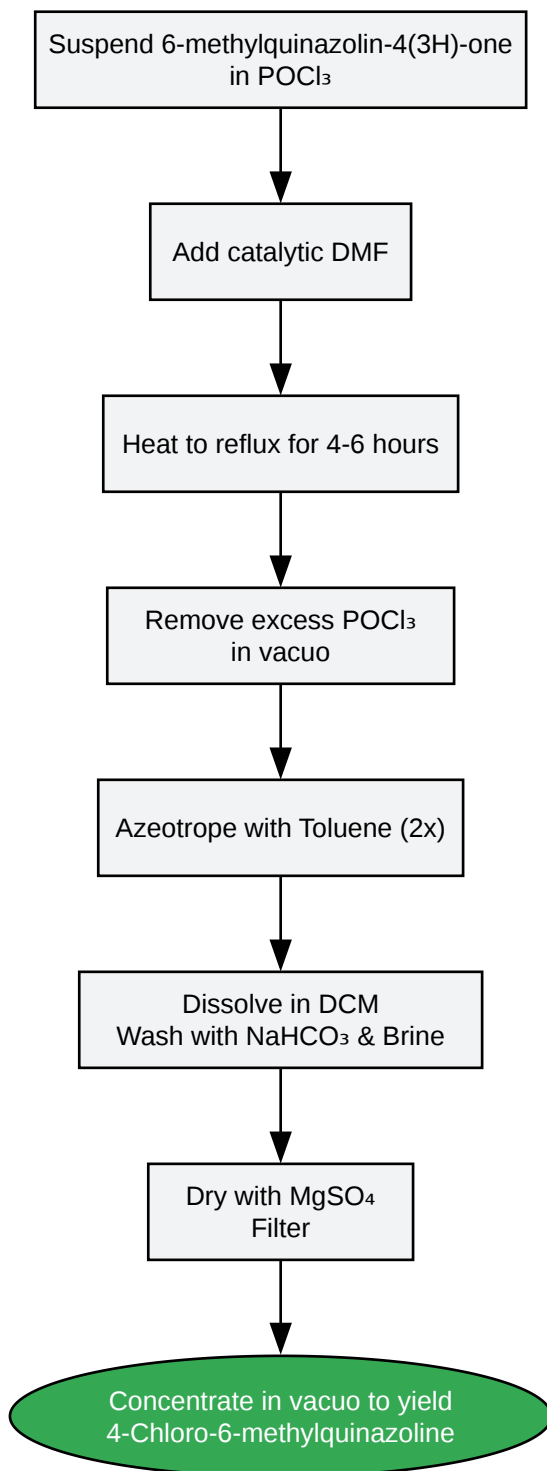 Suspend 6-methylquinazolin-4(3H)-one
in POCl₃
Add catalytic DMF
Heat to reflux for 4-6 hours
Remove excess POCl₃
in vacuo
Azeotrope with Toluene (2x)
Dissolve in DCM
Wash with NaHCO₃ & Brine
Dry with MgSO₄
Filter
Concentrate in vacuo to yield
4-Chloro-6-methylquinazoline